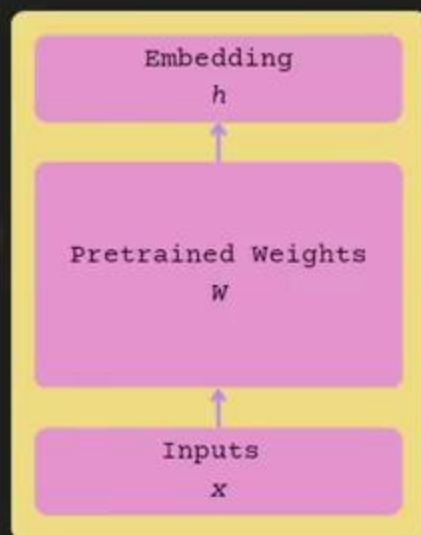 Embedding
h
Pretrained Weights
W
Inputs
x